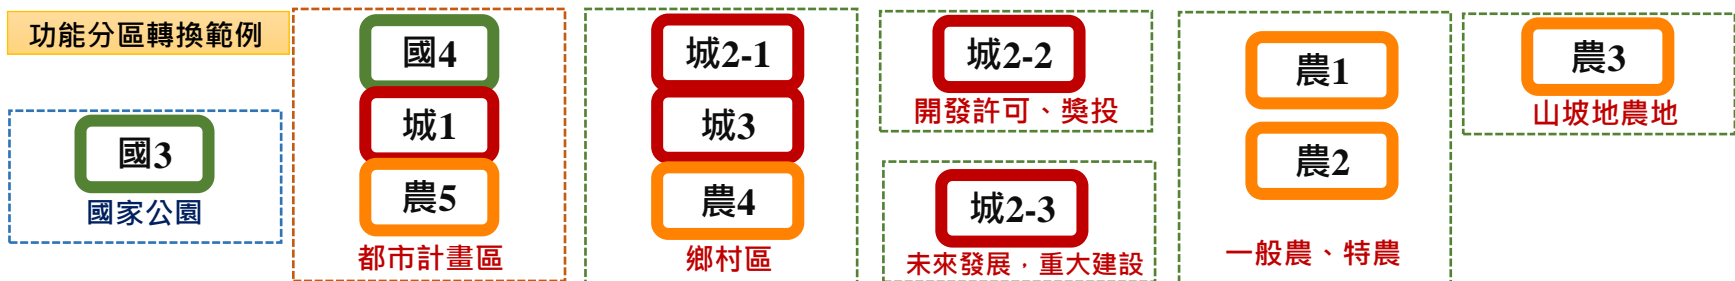 功能分區轉換範例
國3
國家公園
國4
城1
農5
都市計畫區
城2-1
城3
農4
鄉村區
城2-2
開發許可、獎投
城2-3
未來發展，重大建設
農1
農2
一般農、特農
農3
山坡地農地